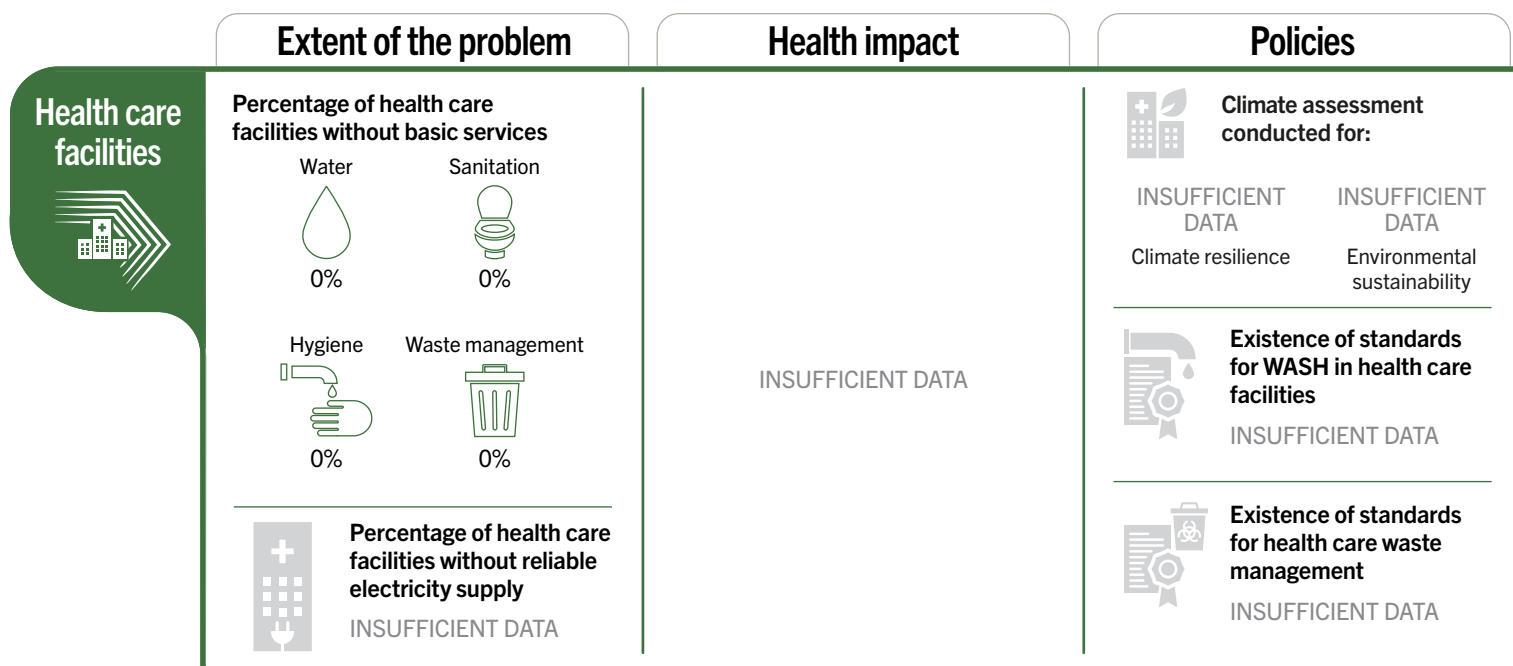 Extent of the problem
Health impact
Policies
Health care
facilities
Percentage of health care
facilities without basic services
Water
Sanitation
0%
0%
Hygiene
Waste management
0%
0%
Percentage of health care
facilities without reliable
electricity supply
INSUFFICIENT DATA
INSUFFICIENT DATA
Climate assessment
conducted for:
INSUFFICIENT
DATA
Climate resilience
INSUFFICIENT
DATA
Environmental
sustainability
Existence of standards
for WASH in health care
facilities
INSUFFICIENT DATA
Existence of standards
for health care waste
management
INSUFFICIENT DATA